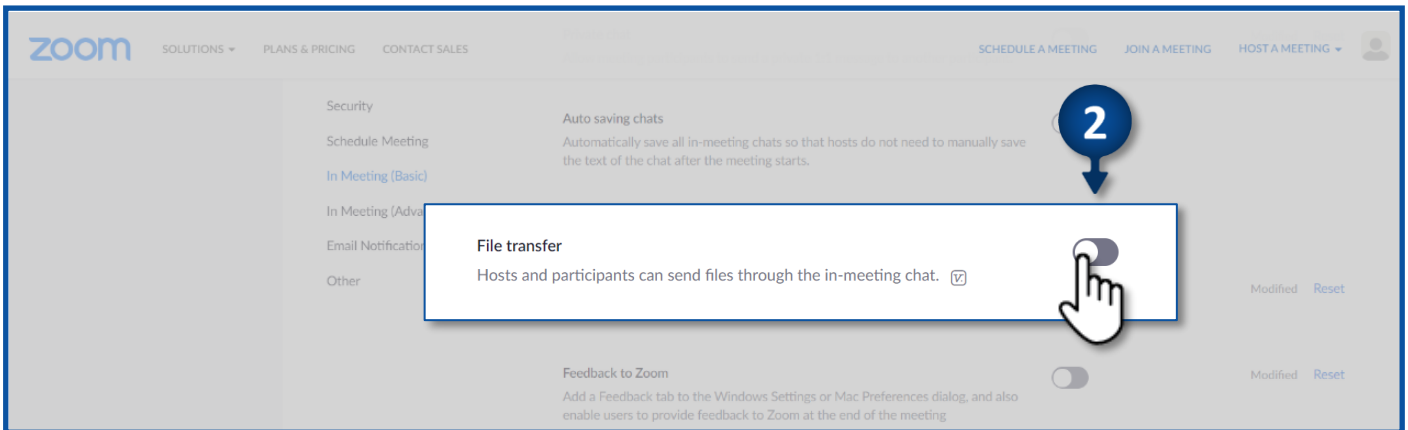 zoom SOLUTIONS PLANS & PRICING CONTACT SALES SCHEDULE A MEETING JOIN A MEETING HOST A MEETING
Security
Schedule Meeting
In Meeting (Basic)
In Meeting (Adva
Email Notification
Other
Auto saving chats
Automatically save all in-meeting chats so that hosts do not need to manually save
the text of the chat after the meeting starts.
2
File transfer
Hosts and participants can send files through the in-meeting chat.
Modified Reset
Feedback to Zoom
Modified Reset
Add a Feedback tab to the Windows Settings or Mac Preferences dialog, and also
enable users to provide feedback to Zoom at the end of the meeting